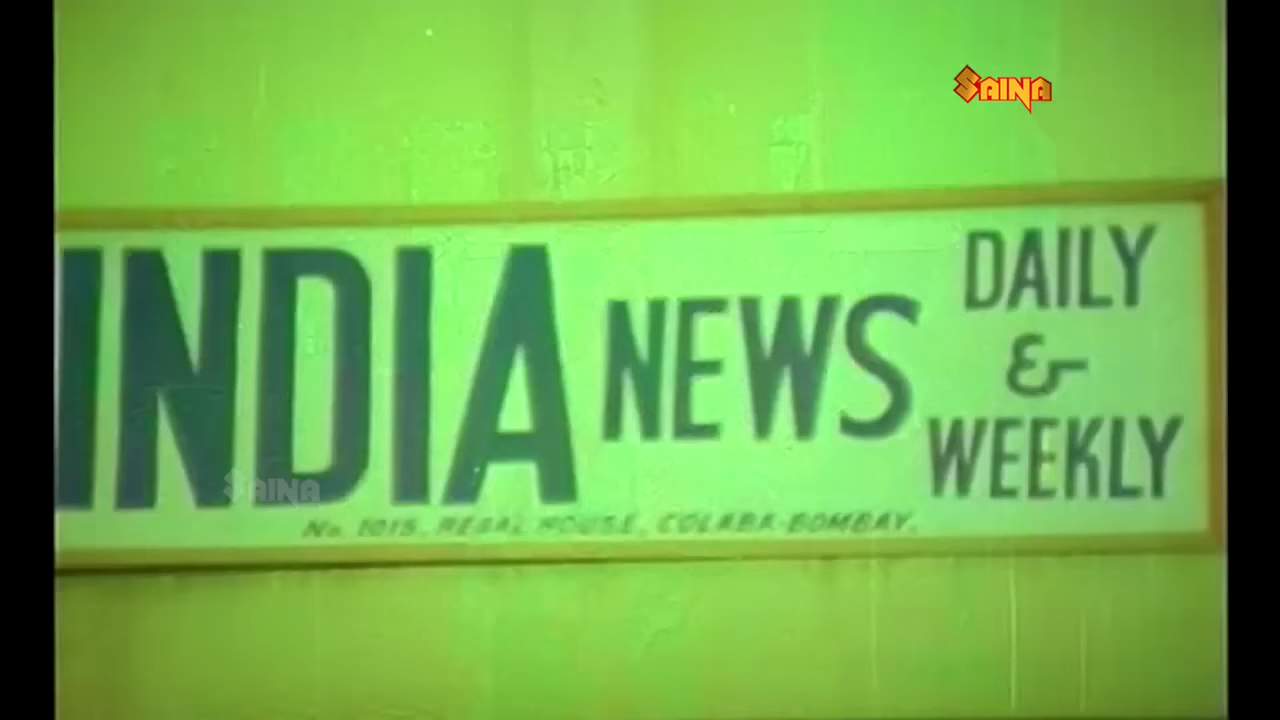 SAINA
INDIA NEWS
DAILY
&
WEEKLY
SAINA
No. 1015, REGAL HOUSE, COLABA-BOMBAY.